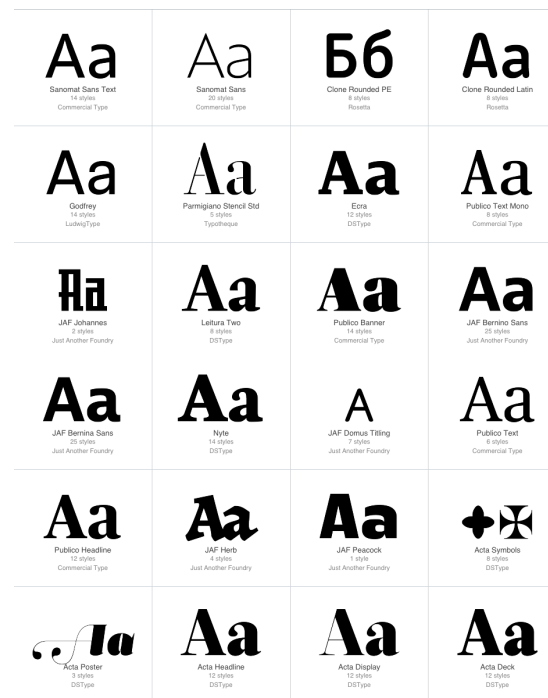 Aa
Sanomat Sans Text
14 styles
Commercial Type
Aa
Sanomat Sans
20 styles
Commercial Type
Бб
Clone Rounded PE
8 styles
Rosetta
Aa
Clone Rounded Latin
8 styles
Rosetta
Aa
Godfrey
14 styles
LudwigType
Aa
Parmigiano Stencil Std
5 styles
Typotheque
Aa
Ecra
12 styles
DSType
Aa
Publico Text Mono
8 styles
Commercial Type
Aa
JAF Johannes
2 styles
Just Another Foundry
Aa
Leitura Two
8 styles
DSType
Aa
Publico Banner
14 styles
Commercial Type
Aa
JAF Bernino Sans
25 styles
Just Another Foundry
Aa
JAF Bernina Sans
25 styles
Just Another Foundry
Aa
Nyte
14 styles
DSType
A
JAF Domus Titling
7 styles
Just Another Foundry
Aa
Publico Text
6 styles
Commercial Type
Aa
Publico Headline
12 styles
Commercial Type
Aa
JAF Herb
4 styles
Just Another Foundry
Aa
JAF Peacock
1 style
Just Another Foundry
Acta Symbols
8 styles
DSType
Aa
Acta Poster
3 styles
DSType
Aa
Acta Headline
12 styles
DSType
Aa
Acta Display
12 styles
DSType
Aa
Acta Deck
12 styles
DSType